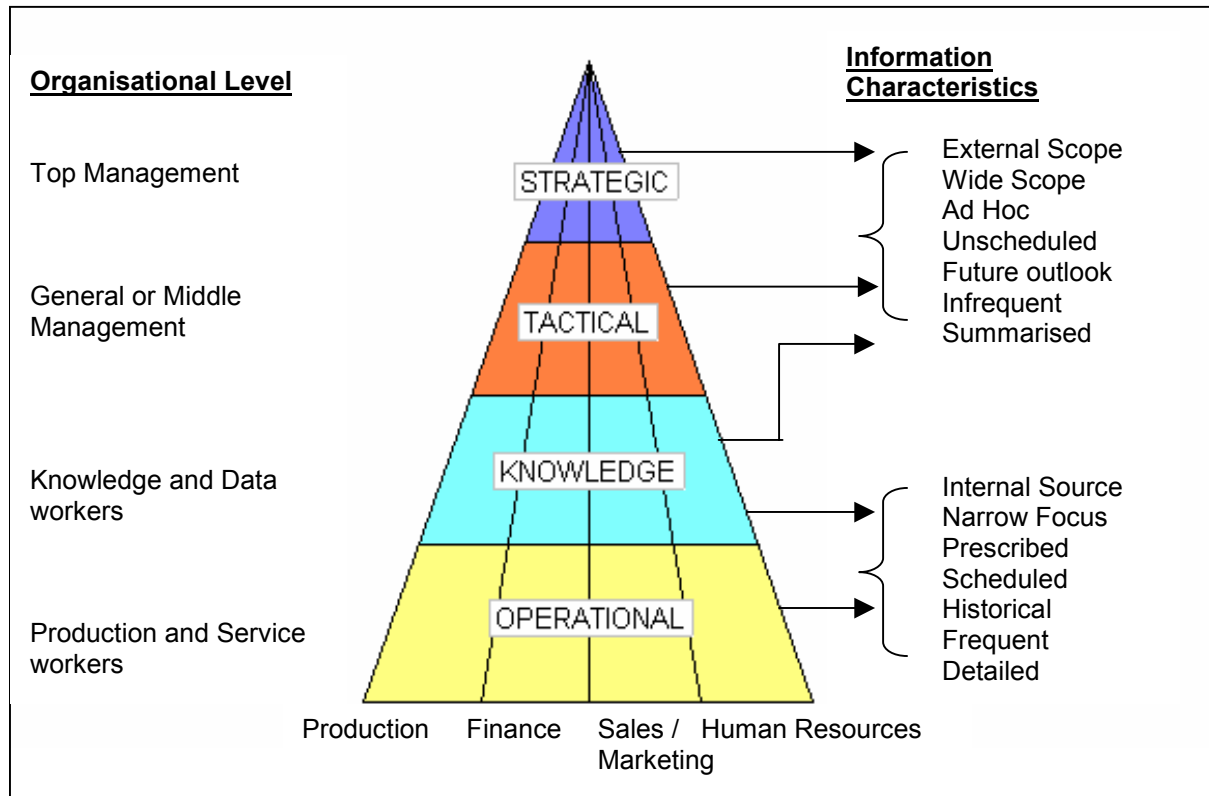 Organisational Level
Top Management
General or Middle
Management
Knowledge and Data
workers
Production and Service
workers
STRATEGIC
TACTICAL
KNOWLEDGE
OPERATIONAL
Production
Finance
Sales /
Marketing
Human Resources
Information
Characteristics
External Scope
Wide Scope
Ad Hoc
Unscheduled
Future outlook
Infrequent
Summarised
Internal Source
Narrow Focus
Prescribed
Scheduled
Historical
Frequent
Detailed